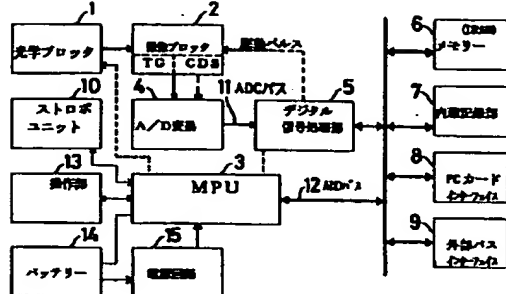 1
光学ブロック
2
撮像ブロック
TG CDS
駆動パルス
10
ストロボ
ユニット
4
A/D変換
11 ADCバス
5
デジタル
信号処理部
13
操作部
3
MPU
12
バス
14
バッテリー
15
電源回路
6
メモリー
7
内蔵記録部
8
PCカード
インターフェイス
9
外部バス
インターフェイス